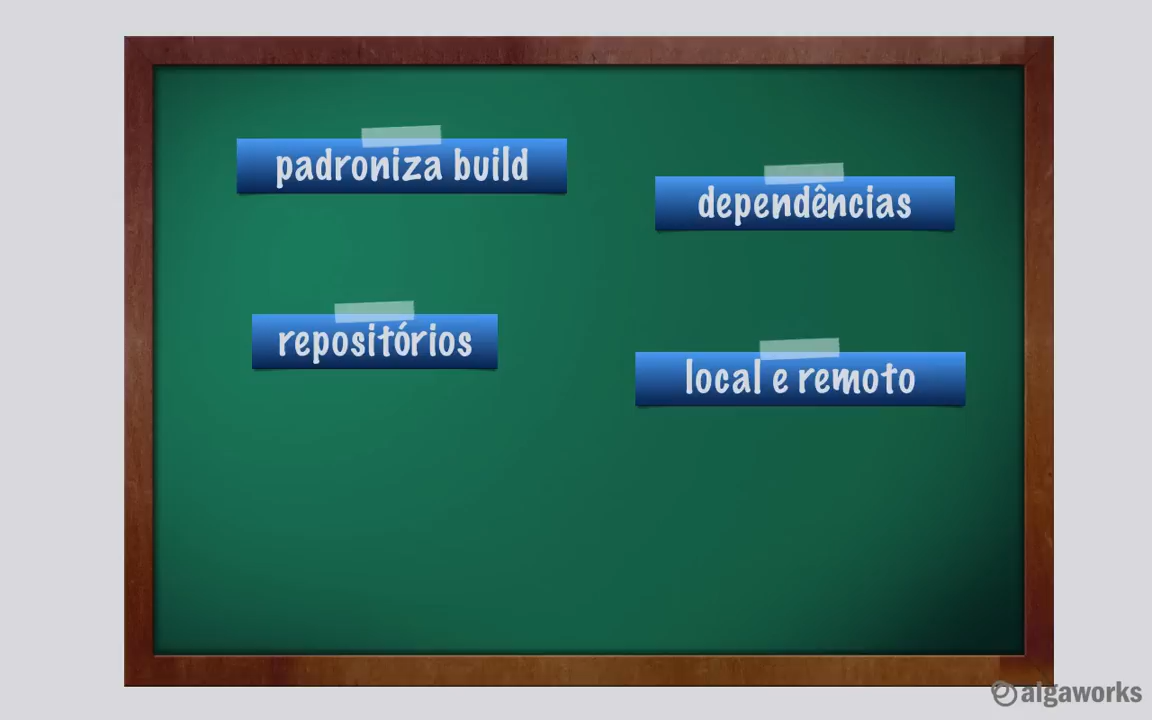 padroniza build
dependências
repositórios
local e remoto
algaworks